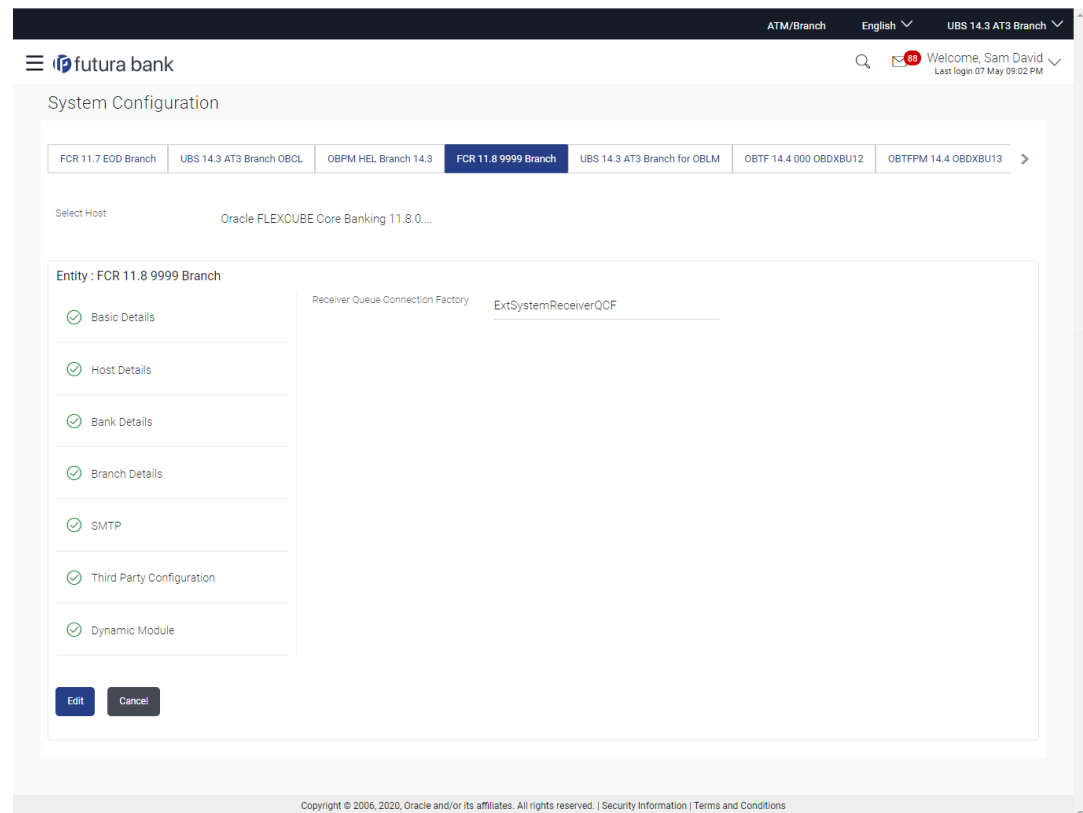 ATM/Branch English UBS 14.3 AT3 Branch
futura bank 88 Welcome, Sam David
Last login 07 May 09:02 PM
System Configuration
FCR 11.7 EOD Branch UBS 14.3 AT3 Branch OBCL OBPM HEL Branch 14.3 FCR 11.8 9999 Branch UBS 14.3 AT3 Branch for OBLM OBTF 14.4 000 OBDXBU12 OBTFPM 14.4 OBDXBU13
Select Host Oracle FLEXCUBE Core Banking 11.8.0....
Entity : FCR 11.8 9999 Branch
Receiver Queue Connection Factory ExtSystemReceiverQCF
Basic Details
Host Details
Bank Details
Branch Details
SMTP
Third Party Configuration
Dynamic Module
Edit Cancel
Copyright © 2006, 2020, Oracle and/or its affiliates. All rights reserved. | Security Information | Terms and Conditions